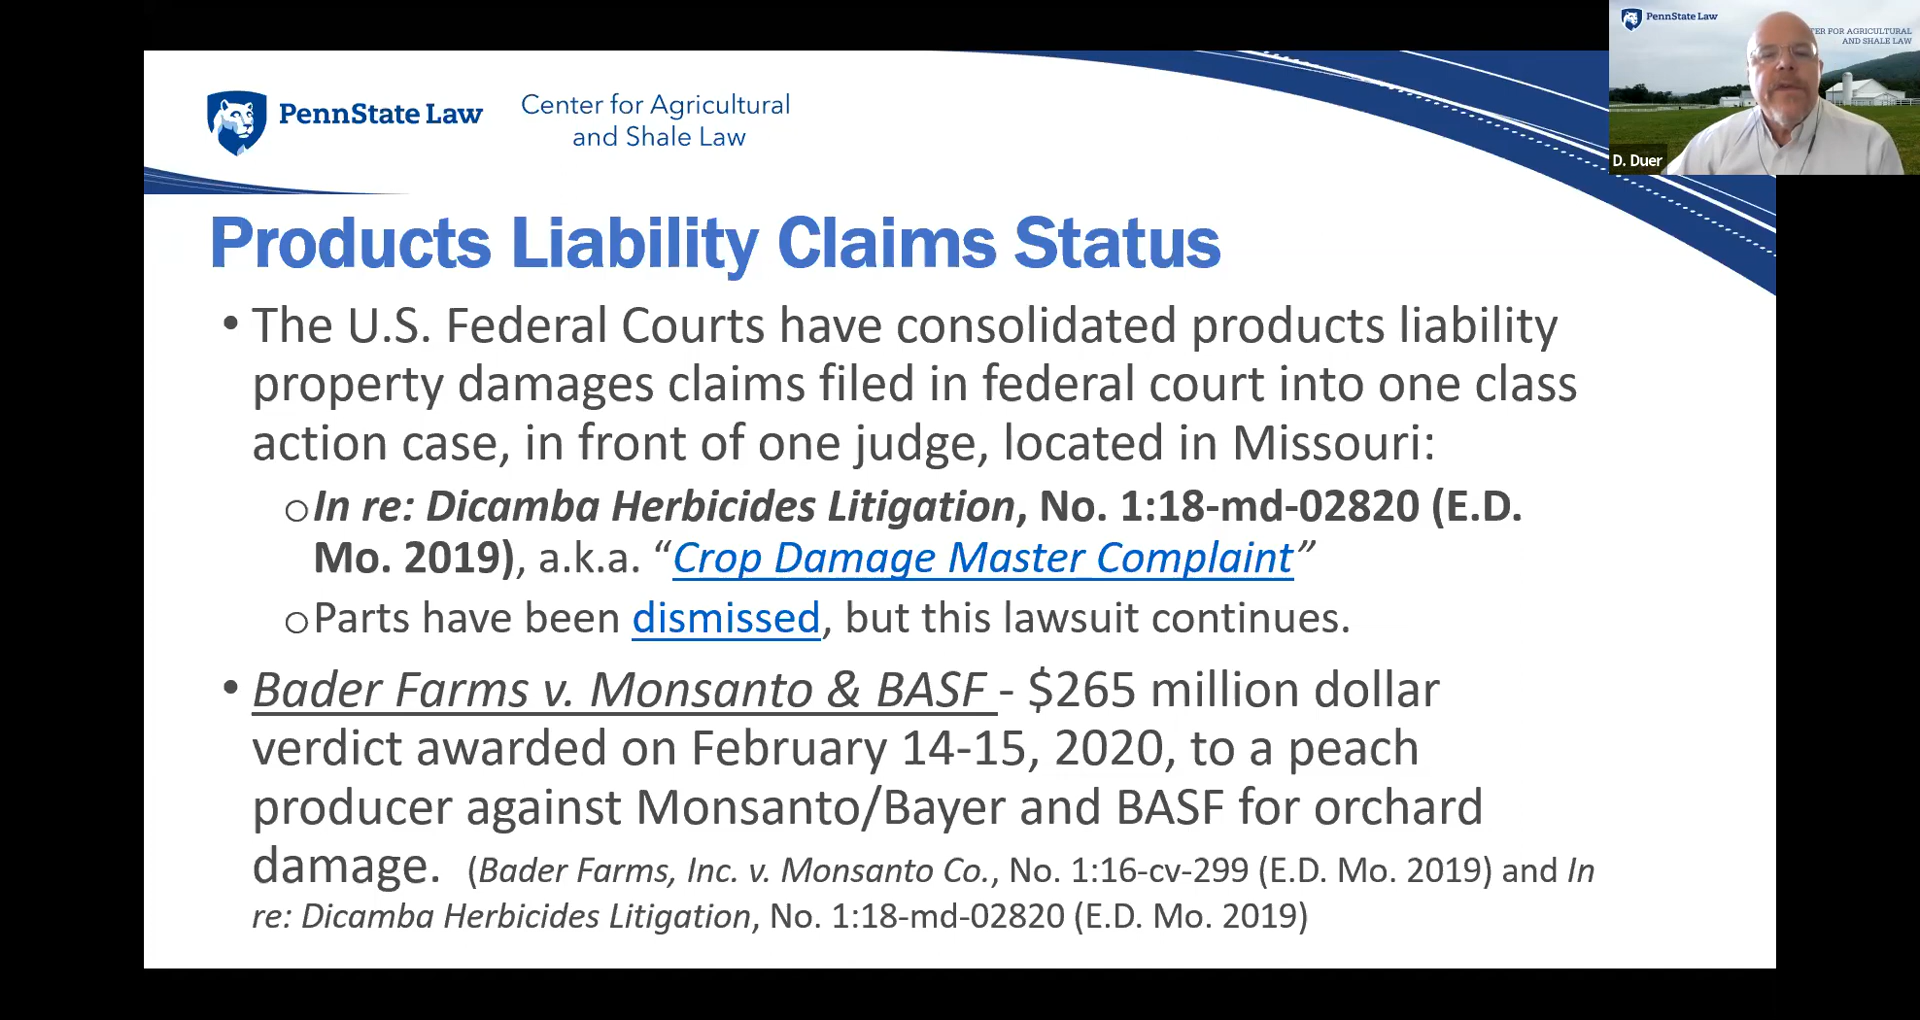 PennState Law
Center for Agricultural
and Shale Law
PennState Law
TER FOR AGRICULTURAL
AND SHALE LAW
D. Duer
Products Liability Claims Status
• The U.S. Federal Courts have consolidated products liability
property damages claims filed in federal court into one class
action case, in front of one judge, located in Missouri:
o In re: Dicamba Herbicides Litigation, No. 1:18-md-02820 (E.D.
Mo. 2019), a.k.a. “Crop Damage Master Complaint”
o Parts have been dismissed, but this lawsuit continues.
• Bader Farms v. Monsanto & BASF - $265 million dollar
verdict awarded on February 14-15, 2020, to a peach
producer against Monsanto/Bayer and BASF for orchard
damage. (Bader Farms, Inc. v. Monsanto Co., No. 1:16-cv-299 (E.D. Mo. 2019) and In
re: Dicamba Herbicides Litigation, No. 1:18-md-02820 (E.D. Mo. 2019)